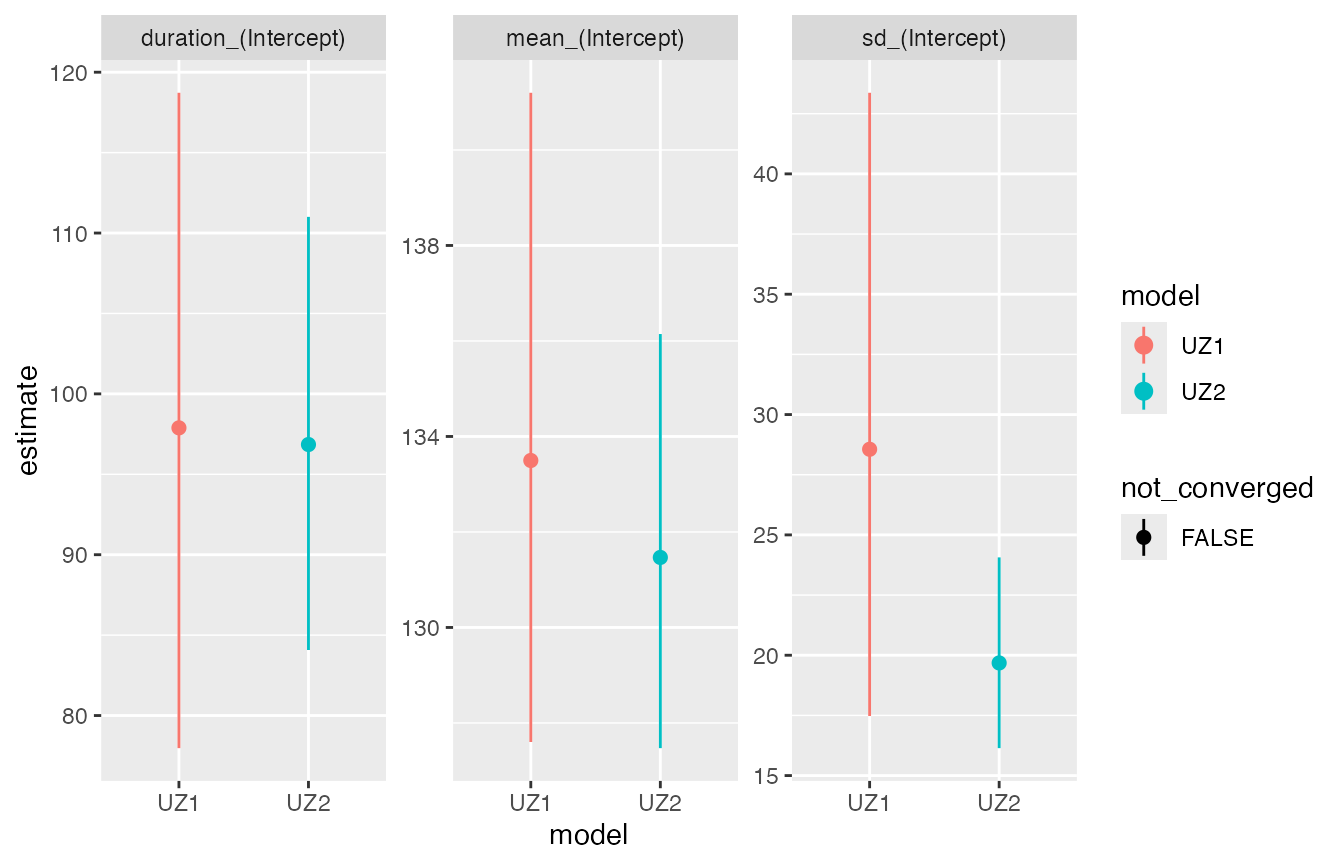 duration_(Intercept)
mean_(Intercept)
sd_(Intercept)
estimate
120
110
100
90
80
138
134
130
40
35
30
25
20
15
UZ1
UZ2
UZ1
UZ2
UZ1
UZ2
model
model
UZ1
UZ2
not_converged
FALSE